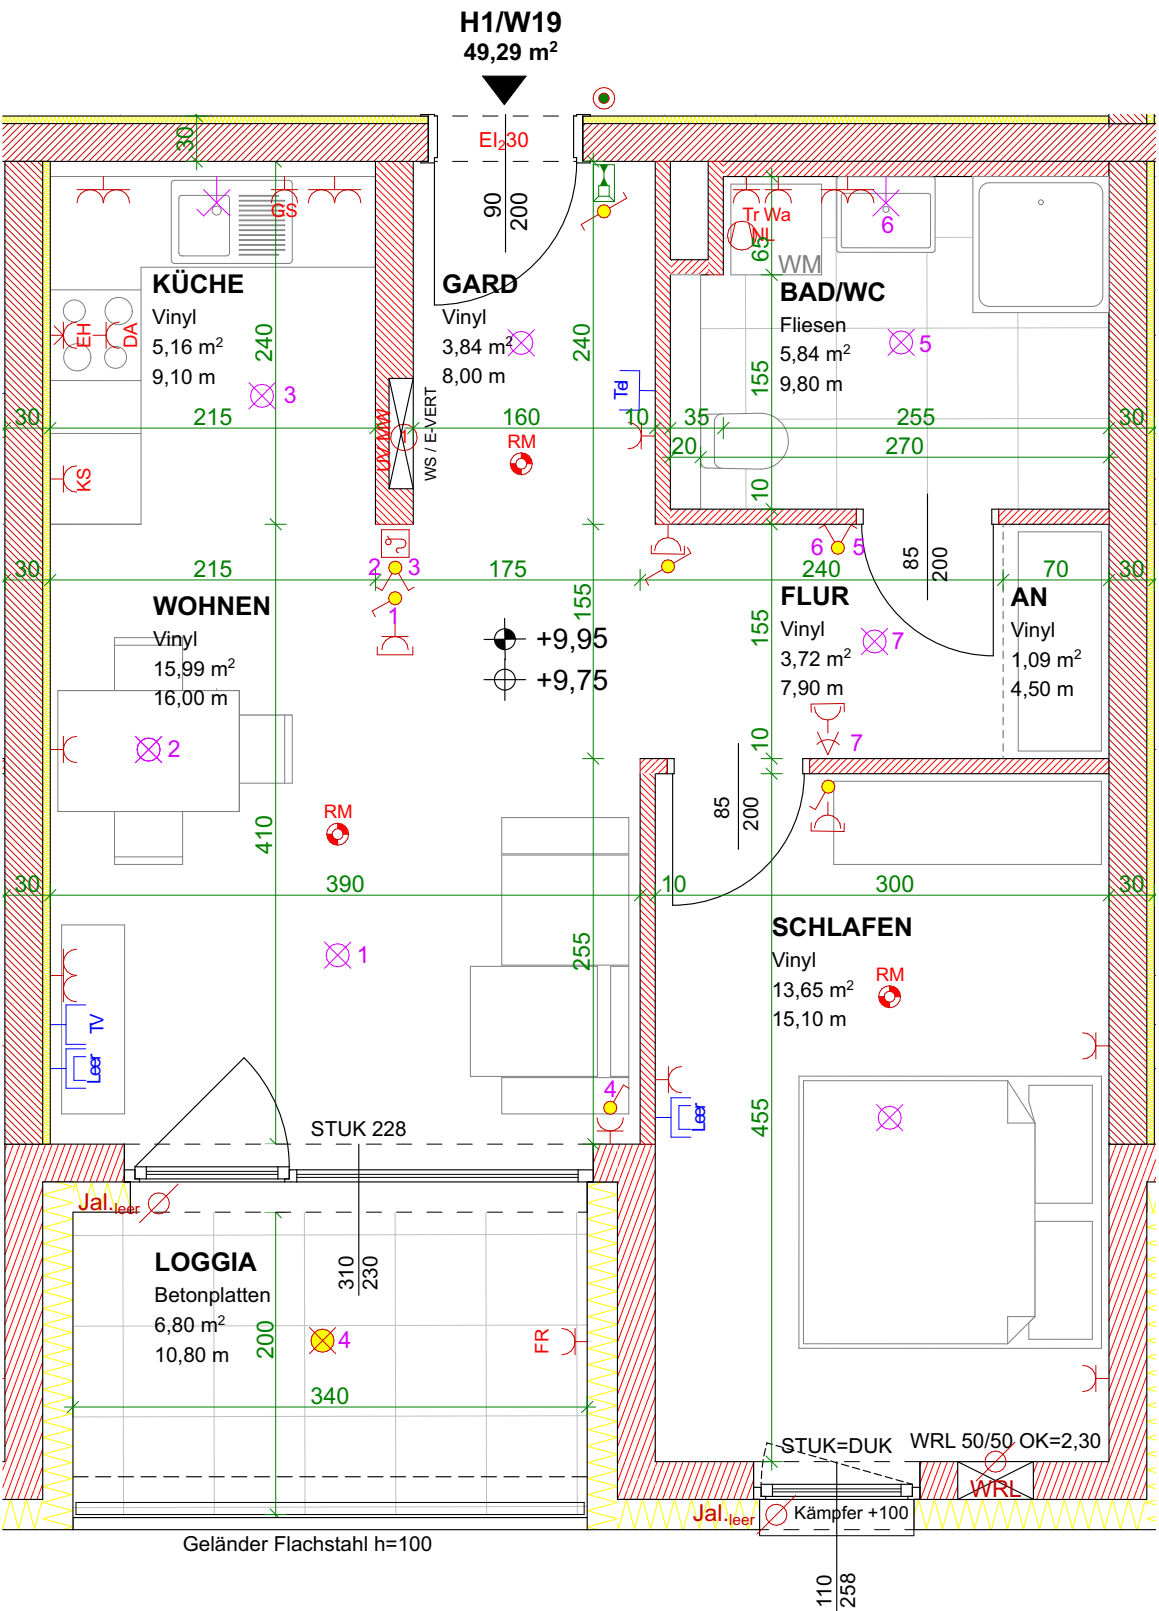 H1/W19
49,29 m²
EI₂30
30
90
200
GS
Tr Wa
NL
6
65
WM
KÜCHE
Vinyl
5,16 m²
9,10 m
GARD
Vinyl
3,84 m²
8,00 m
BAD/WC
Fliesen
5,84 m²
9,80 m
EH
DA
240
240
155
3
5
Td
UV/MW
WS / E-VERT
30
215
160
10
35
255
30
RM
20
270
KS
10
2
3
1
6
5
85
200
30
215
175
240
70
30
155
155
WOHNEN
Vinyl
15,99 m²
16,00 m
FLUR
Vinyl
3,72 m²
7,90 m
AN
Vinyl
1,09 m²
4,50 m
+9,95
+9,75
7
2
7
10
85
200
RM
410
30
390
10
300
30
SCHLAFEN
Vinyl
13,65 m²
15,10 m
RM
1
255
TV
Leer
4
Leer
455
STUK 228
Jal.leer
LOGGIA
Betonplatten
6,80 m²
10,80 m
310
230
200
4
FR
340
STUK=DUK
WRL 50/50 OK=2,30
WRL
Jal.leer
Kämpfer +100
Geländer Flachstahl h=100
110
258